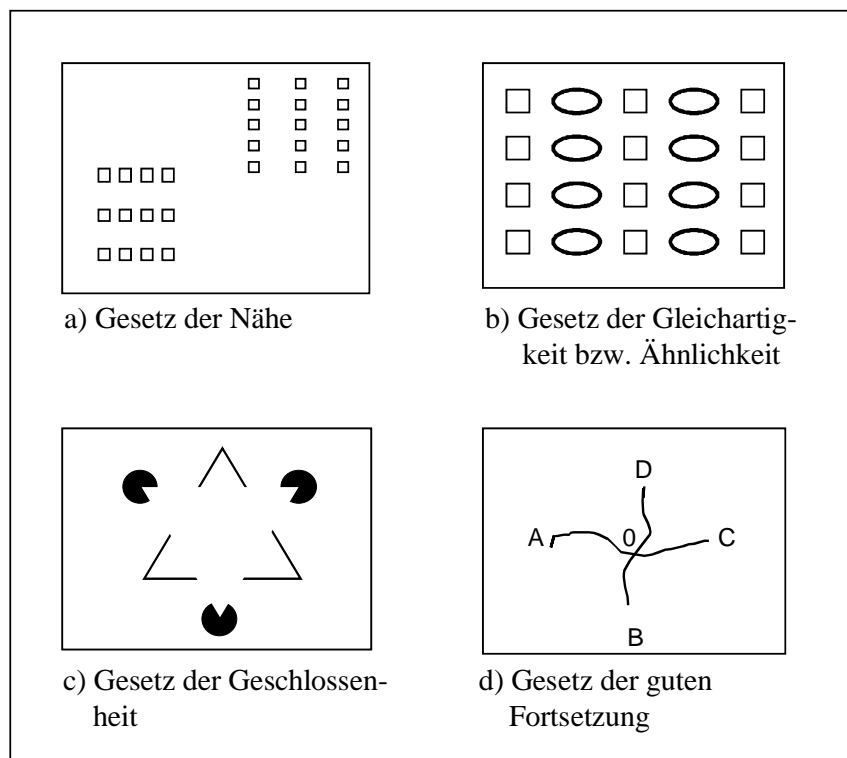 a) Gesetz der Nähe
b) Gesetz der Gleichartig-
keit bzw. Ähnlichkeit
D
A
0
C
B
c) Gesetz der Geschlossen-
heit
d) Gesetz der guten
Fortsetzung